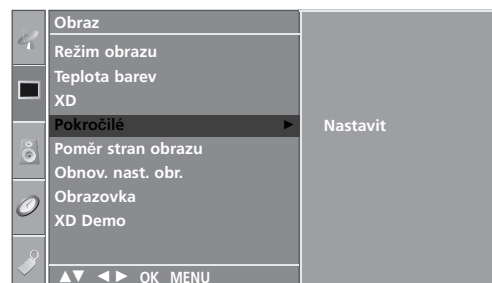 Obraz
Režim obrazu
Teplota barev
XD
Pokročilé ► Nastavit
Poměr stran obrazu
Obnov. nast. obr.
Obrazovka
XD Demo
▲▼ ◄► OK MENU